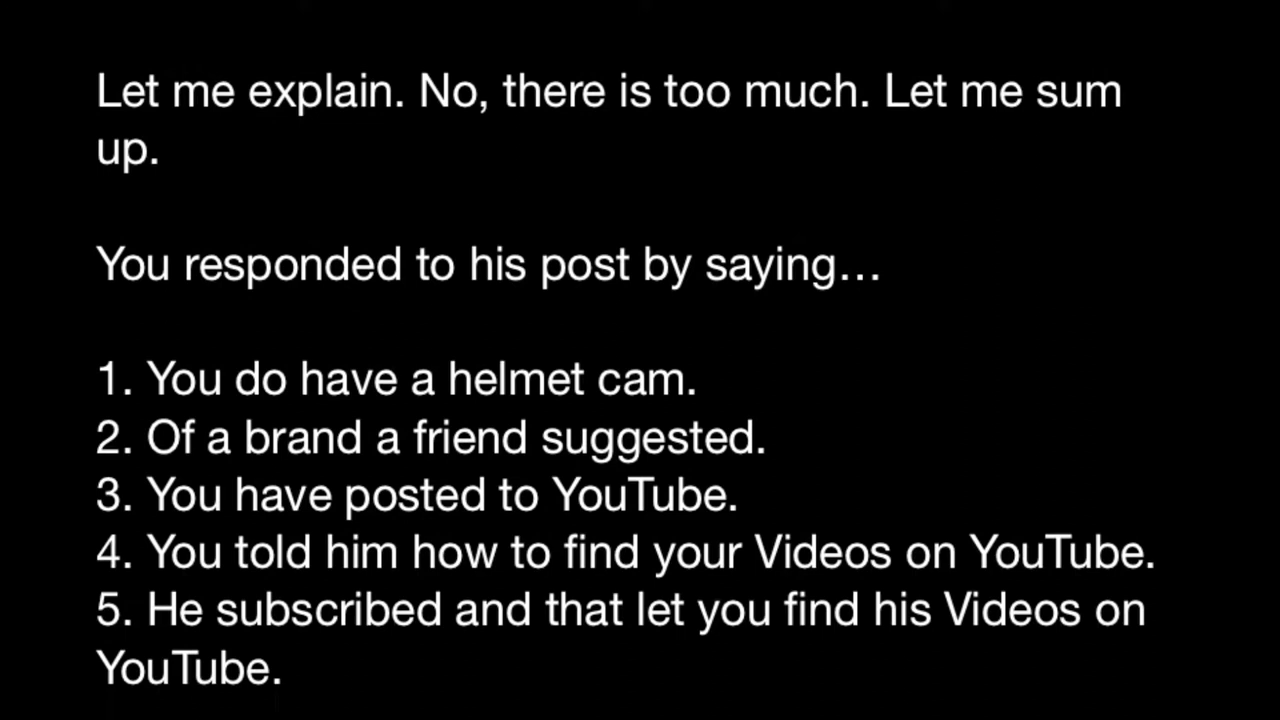 Let me explain. No, there is too much. Let me sum
up.
You responded to his post by saying…
1. You do have a helmet cam.
2. Of a brand a friend suggested.
3. You have posted to YouTube.
4. You told him how to find your Videos on YouTube.
5. He subscribed and that let you find his Videos on
YouTube.